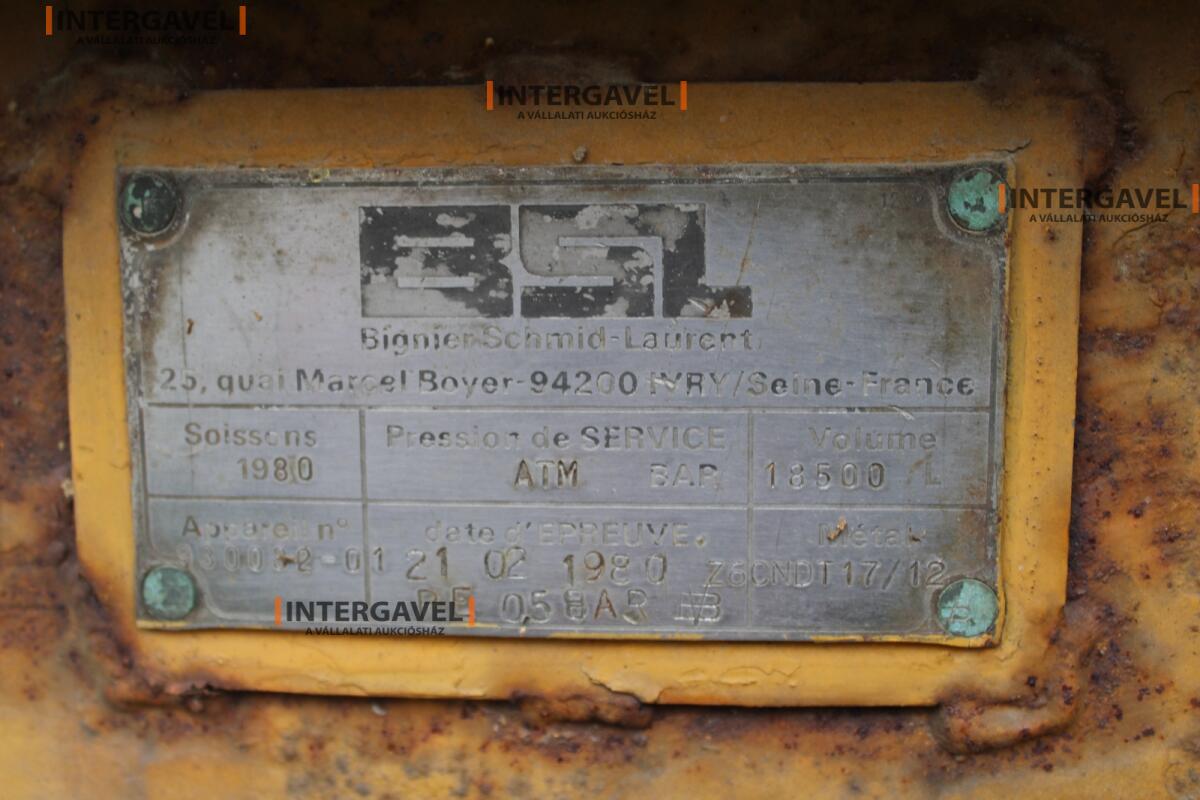 INTERGAVEL
A VÁLLALATI AUKCIÓSHÁZ
INTERGAVEL
A VÁLLALATI AUKCIÓSHÁZ
INTERGAVEL
A VÁLLALATI AUKCIÓSHÁZ
BSL
Bignier Schmid-Laurent
25, quai Marcel Boyer-94200 IVRY/Seine-France
Soissons
1980
Pression de SERVICE
ATM BAR
Volume
18500 L
Appareil n°
date d'EPREUVE
21 02 1980
Métal
Z6CNDT17/12
INTERGAVEL
A VÁLLALATI AUKCIÓSHÁZ